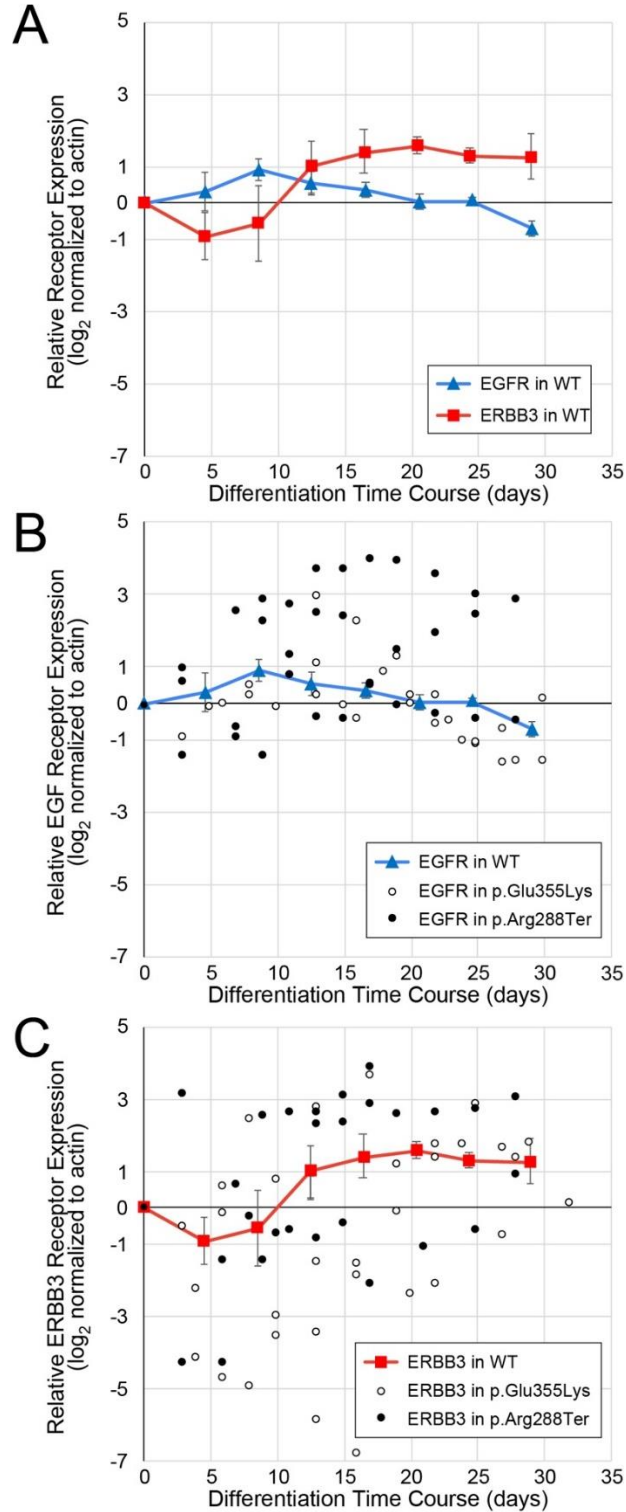 A
Relative Receptor Expression
(log2 normalized to actin)
5
3
1
0
-1
-3
-5
-7
EGFR in WT
ERBB3 in WT
0 5 10 15 20 25 30 35
Differentiation Time Course (days)
B
Relative EGF Receptor Expression
(log2 normalized to actin)
5
3
1
0
-1
-3
-5
-7
EGFR in WT
EGFR in p.Glu355Lys
EGFR in p.Arg288Ter
0 5 10 15 20 25 30 35
Differentiation Time Course (days)
C
Relative ERBB3 Receptor Expression
(log2 normalized to actin)
5
3
1
0
-1
-3
-5
-7
ERBB3 in WT
ERBB3 in p.Glu355Lys
ERBB3 in p.Arg288Ter
0 5 10 15 20 25 30 35
Differentiation Time Course (days)